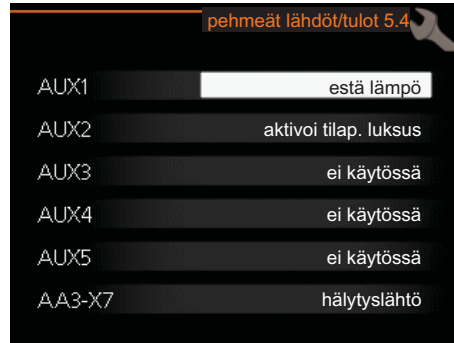 pehmeät lähdöt/tulot 5.4
AUX1 estä lämpö
AUX2 aktivoi tilap. luksus
AUX3 ei käytössä
AUX4 ei käytössä
AUX5 ei käytössä
AA3-X7 hälytyslähtö